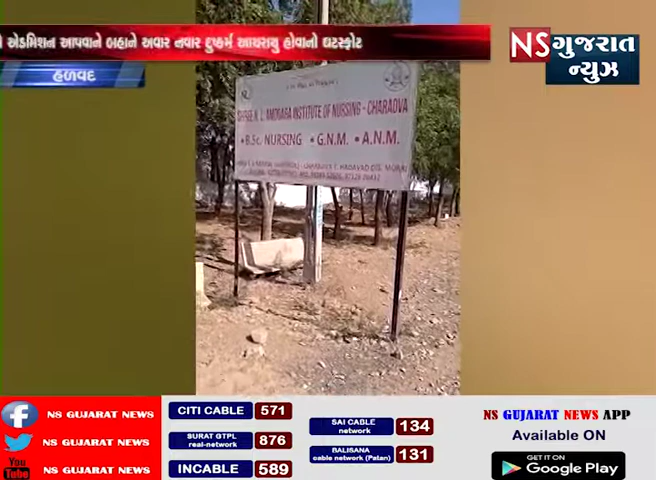 એડમિશન આપવાને બહાને અવાર નવાર દુષ્કર્મ આચરાયુ હોવાનો ઘટસ્ફોટ
હળવદ
NS ગુજરાત
ન્યુઝ
INSTITUTE OF NURSING - CHARADVA
• B.Sc. NURSING • G.N.M. • A.N.M.
NS GUJARAT NEWS
NS GUJARAT NEWS
You Tube NS GUJARAT NEWS
CITI CABLE 571
SURAT GTPL real-network 876
INCABLE 589
SAI CABLE network 134
BALISANA cable network (Patan) 131
NS GUJARAT NEWS APP
Available ON
GET IT ON
Google Play